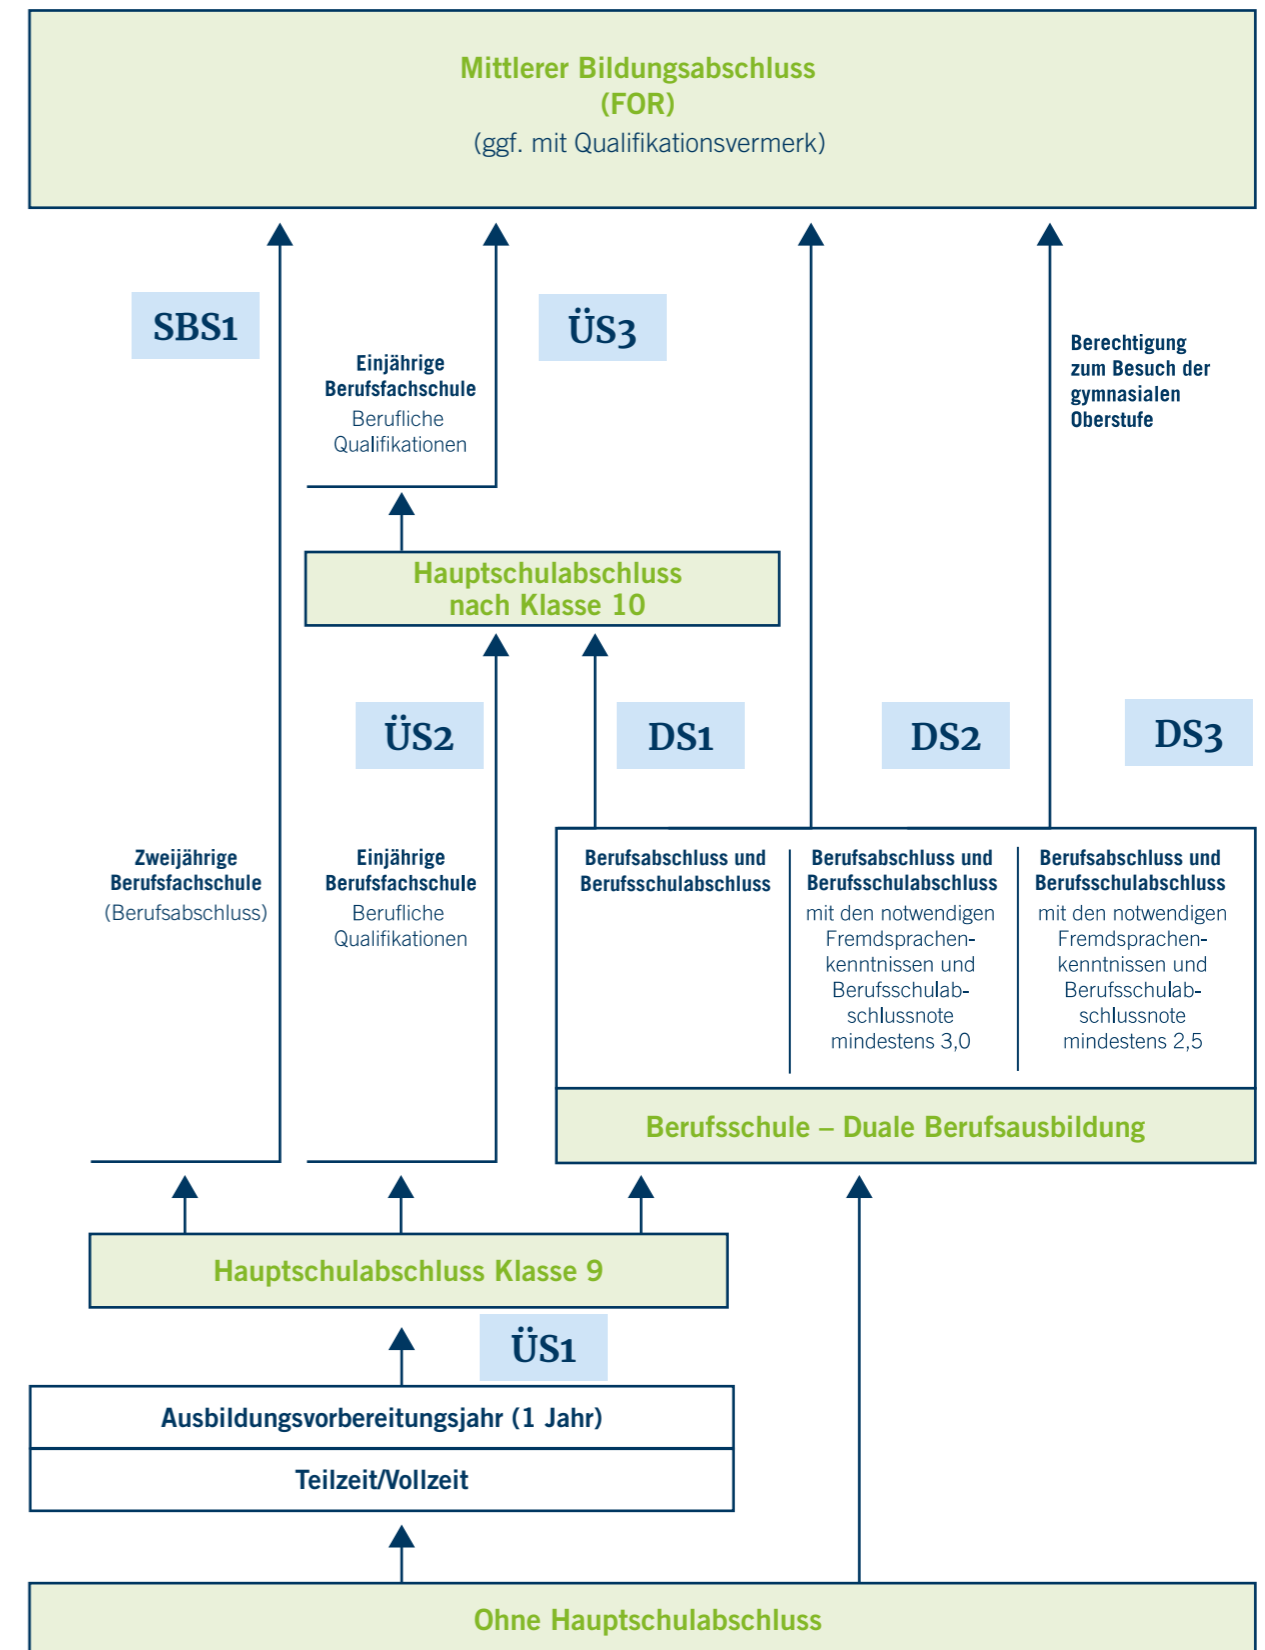 Mittlerer Bildungsabschluss
(FOR)
(ggf. mit Qualifikationsvermerk)
SBS1
ÜS3
Einjährige
Berufsfachschule
Berufliche
Qualifikationen
Berechtigung
zum Besuch der
gymnasialen
Oberstufe
Hauptschulabschluss
nach Klasse 10
ÜS2
DS1
DS2
DS3
Zweijährige
Berufsfachschule
(Berufsabschluss)
Einjährige
Berufsfachschule
Berufliche
Qualifikationen
Berufsabschluss und
Berufsschulabschluss
Berufsabschluss und
Berufsschulabschluss
mit den notwendigen
Fremdsprachen-
kenntnissen und
Berufsschulab-
schlussnote
mindestens 3,0
Berufsabschluss und
Berufsschulabschluss
mit den notwendigen
Fremdsprachen-
kenntnissen und
Berufsschulab-
schlussnote
mindestens 2,5
Berufsschule – Duale Berufsausbildung
Hauptschulabschluss Klasse 9
ÜS1
Ausbildungsvorbereitungsjahr (1 Jahr)
Teilzeit/Vollzeit
Ohne Hauptschulabschluss